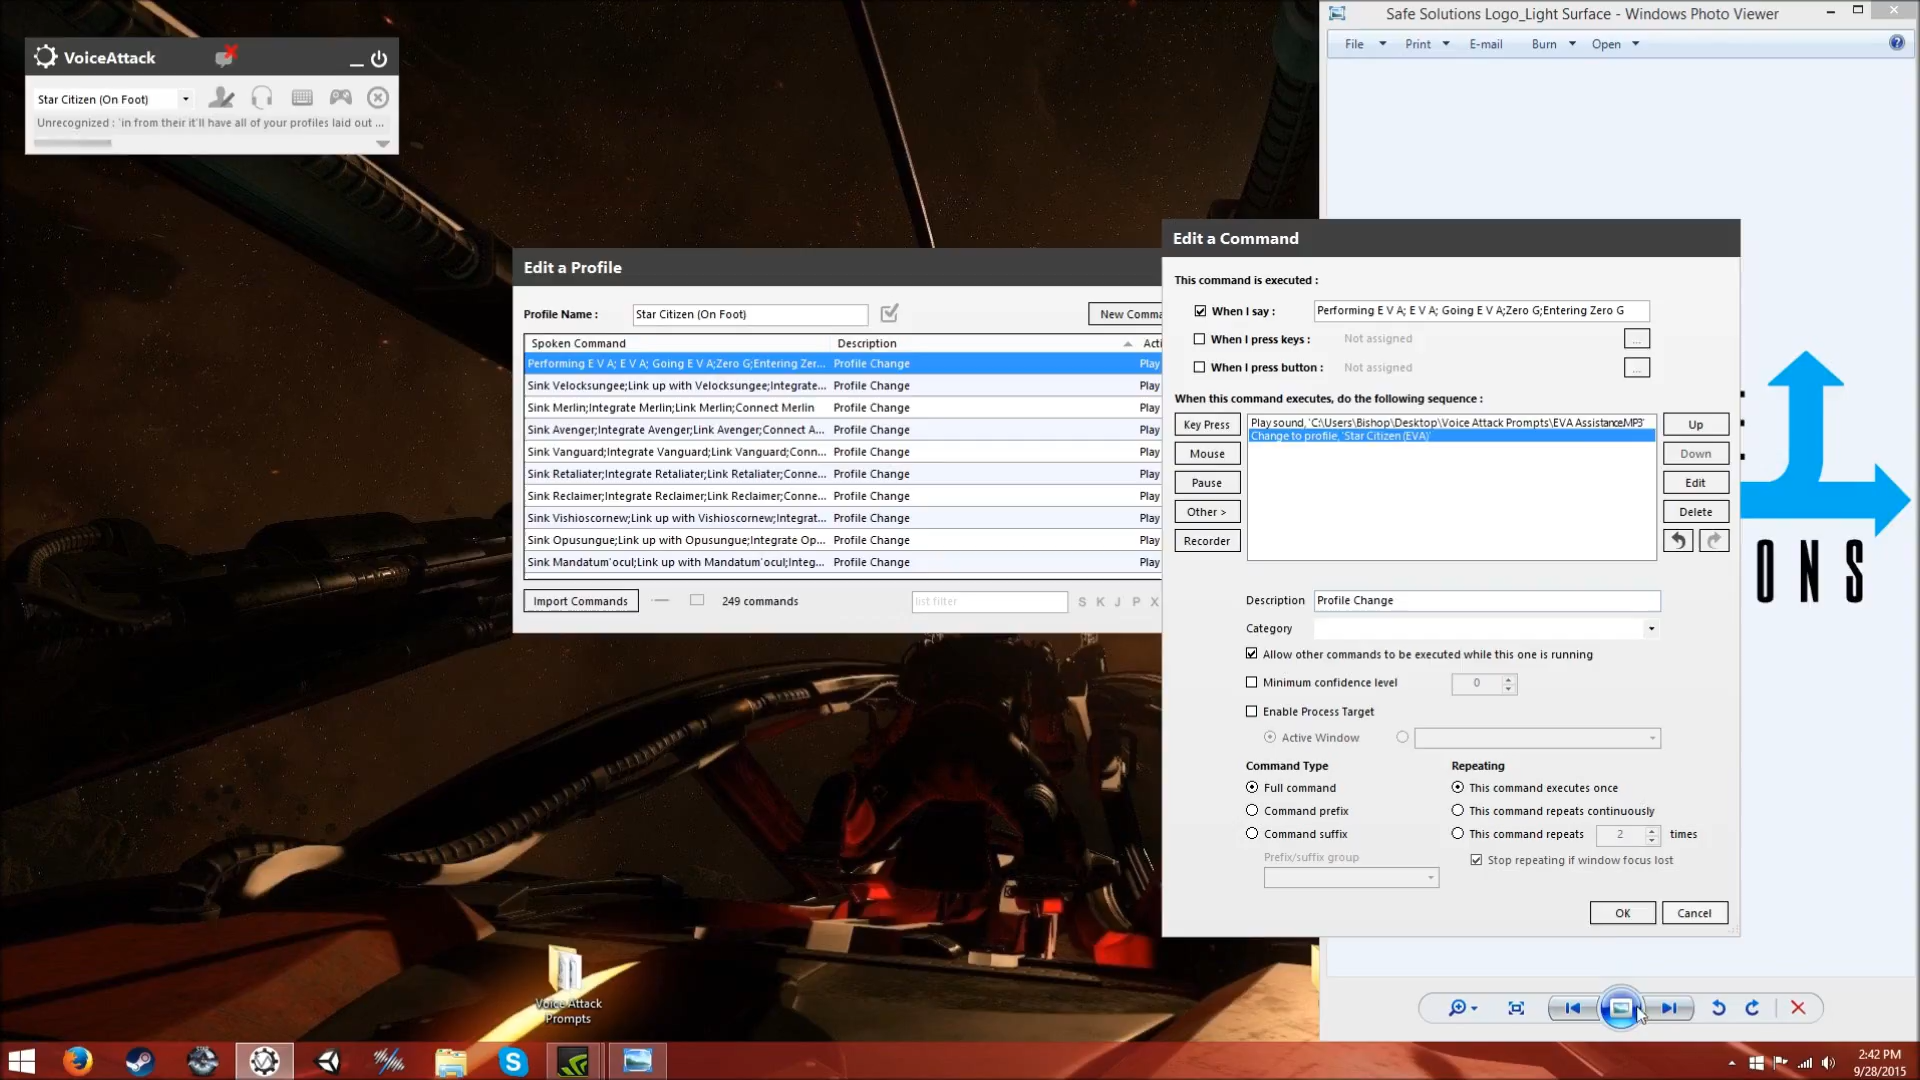 Safe Solutions Logo_Light Surface - Windows Photo Viewer
File Print E-mail Burn Open
VoiceAttack
Star Citizen (On Foot)
Unrecognized : 'in from their it'll have all of your profiles laid out ...
Edit a Command
This command is executed :
When I say : Performing E V A; E V A; Going E V A;Zero G;Entering Zero G
When I press keys : Not assigned ...
When I press button : Not assigned ...
When this command executes, do the following sequence :
Key Press
Mouse
Pause
Other >
Recorder
Play sound, 'C:\Users\Bishop\Desktop\Voice Attack Prompts\EVA Assistance.MP3'
Change to profile, 'Star Citizen (EVA)'
Up
Down
Edit
Delete
Description Profile Change
Category
Allow other commands to be executed while this one is running
Minimum confidence level 0
Enable Process Target
Active Window
Command Type
Full command
Command prefix
Command suffix
Prefix/suffix group
Repeating
This command executes once
This command repeats continuously
This command repeats 2 times
Stop repeating if window focus lost
OK Cancel
Edit a Profile
Profile Name : Star Citizen (On Foot) New Comma
Spoken Command Description Acti
Performing E V A; E V A; Going E V A;Zero G;Entering Zer... Profile Change Play
Sink Velocksungee;Link up with Velocksungee;Integrate... Profile Change Play
Sink Merlin;Integrate Merlin;Link Merlin;Connect Merlin Profile Change Play
Sink Avenger;Integrate Avenger;Link Avenger;Connect A... Profile Change Play
Sink Vanguard;Integrate Vanguard;Link Vanguard;Conn... Profile Change Play
Sink Retaliater;Integrate Retaliater;Link Retaliater;Conne... Profile Change Play
Sink Reclaimer;Integrate Reclaimer;Link Reclaimer;Conne... Profile Change Play
Sink Vishioscornew;Link up with Vishioscornew;Integrat... Profile Change Play
Sink Opusungue;Link up with Opusungue;Integrate Op... Profile Change Play
Sink Mandatum'ocul;Link up with Mandatum'ocul;Integ... Profile Change Play
Import Commands 249 commands list filter S K J P X
ONS
Voice Attack
Prompts
2:42 PM
9/28/2015